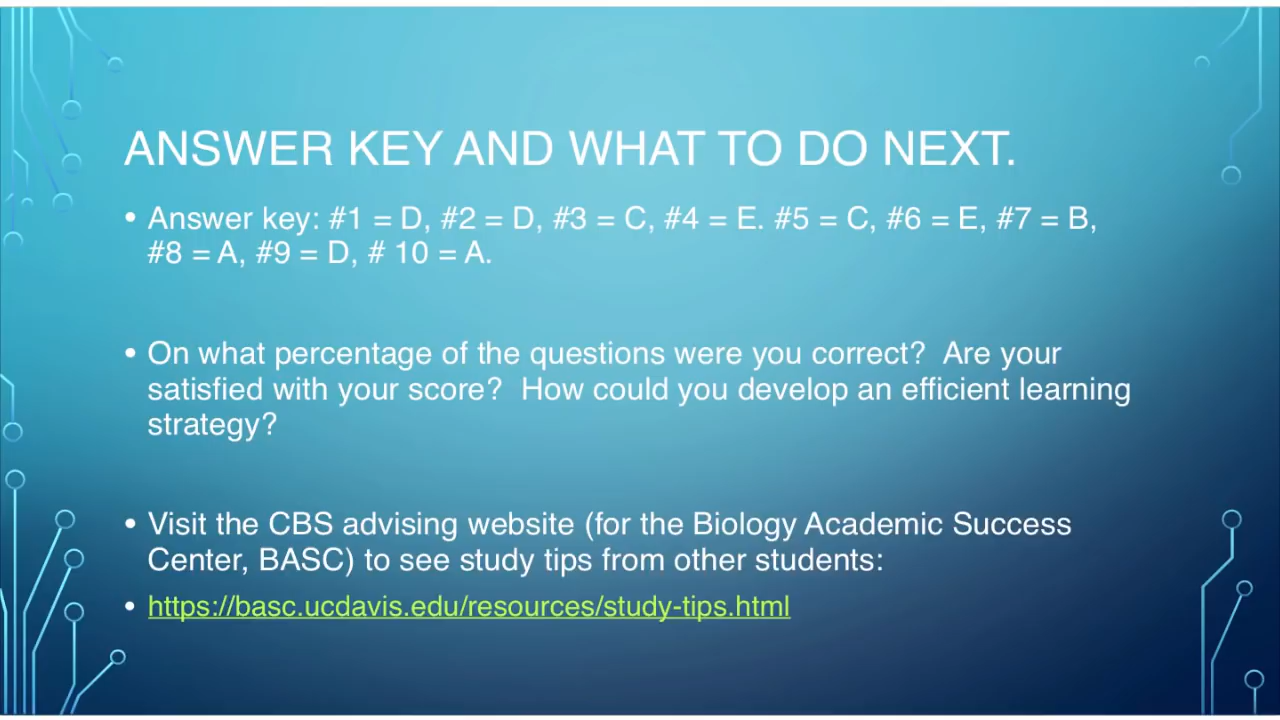 ANSWER KEY AND WHAT TO DO NEXT.
• Answer key: #1 = D, #2 = D, #3 = C, #4 = E. #5 = C, #6 = E, #7 = B,
#8 = A, #9 = D, # 10 = A.
• On what percentage of the questions were you correct?  Are your
satisfied with your score?  How could you develop an efficient learning
strategy?
• Visit the CBS advising website (for the Biology Academic Success
Center, BASC) to see study tips from other students:
• https://basc.ucdavis.edu/resources/study-tips.html